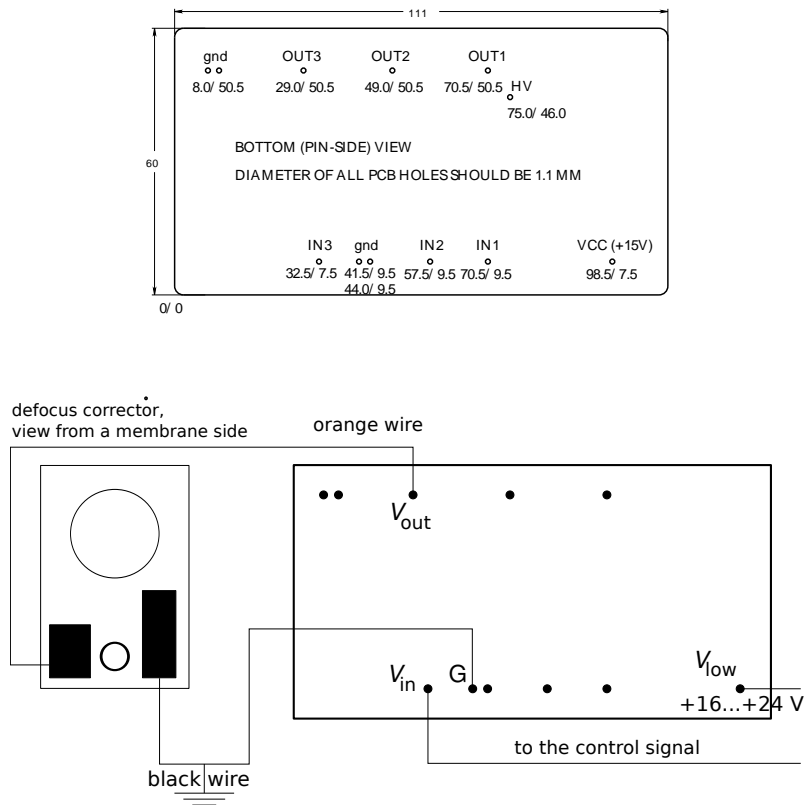 111
gnd OUT3 OUT2 OUT1
8.0/ 50.5 29.0/ 50.5 49.0/ 50.5 70.5/ 50.5 HV
75.0/ 46.0
BOTTOM (PIN-SIDE) VIEW
60
DIAMETER OF ALL PCB HOLES SHOULD BE 1.1 MM
IN3 gnd IN2 IN1 VCC (+15V)
32.5/ 7.5 41.5/ 9.5 57.5/ 9.5 70.5/ 9.5 98.5/ 7.5
44.0/ 9.5
0/ 0
defocus corrector,
view from a membrane side
orange wire
Vout
Vin G Vlow
+16...+24 V
to the control signal
black wire